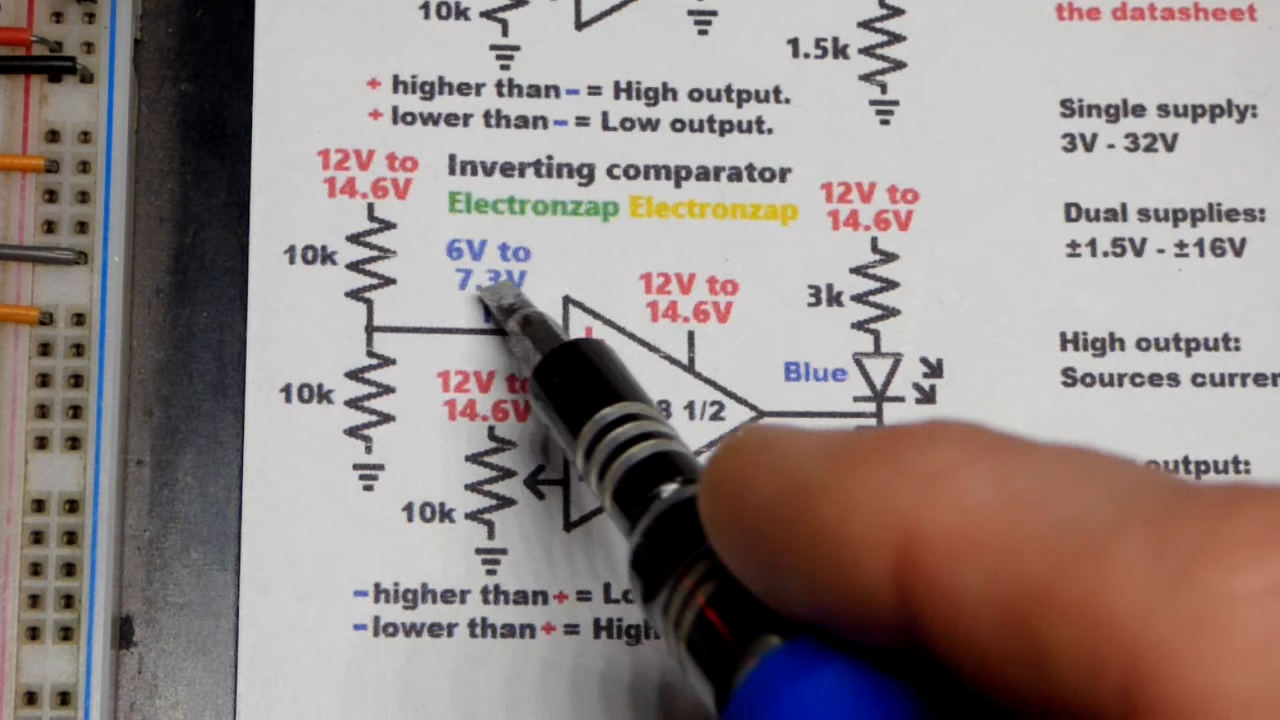 10k
the datasheet
1.5k
+ higher than - = High output.
+ lower than - = Low output.
Single supply:
3V - 32V
12V to
14.6V
Inverting comparator
Electronzap Electronzap
12V to
14.6V
Dual supplies:
±1.5V - ±16V
10k
6V to
7.3V
12V to
14.6V
3k
+
High output:
Blue
10k
12V to
14.6V
1/2
Sources
output:
10k
- higher than + =
- lower than + = High